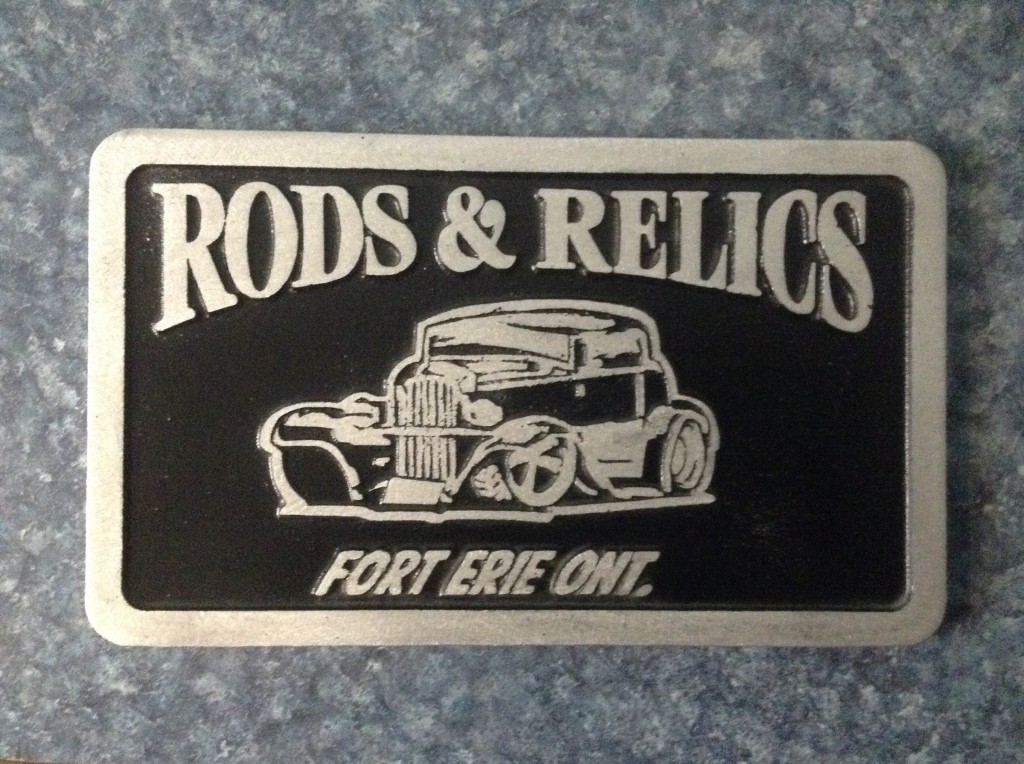 RODS & RELICS
FORT ERIE ONT.